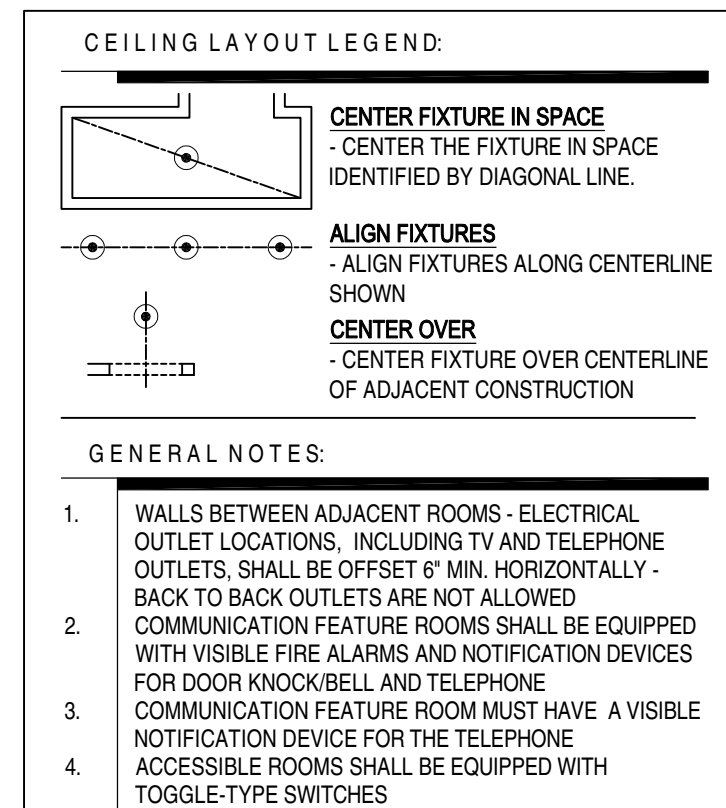 CEILING LAYOUT LEGEND:
CENTER FIXTURE IN SPACE
- CENTER THE FIXTURE IN SPACE
IDENTIFIED BY DIAGONAL LINE.
ALIGN FIXTURES
- ALIGN FIXTURES ALONG CENTERLINE
SHOWN
CENTER OVER
- CENTER FIXTURE OVER CENTERLINE
OF ADJACENT CONSTRUCTION
GENERAL NOTES:
1. WALLS BETWEEN ADJACENT ROOMS - ELECTRICAL
OUTLET LOCATIONS, INCLUDING TV AND TELEPHONE
OUTLETS, SHALL BE OFFSET 6" MIN. HORIZONTALLY -
BACK TO BACK OUTLETS ARE NOT ALLOWED
2. COMMUNICATION FEATURE ROOMS SHALL BE EQUIPPED
WITH VISIBLE FIRE ALARMS AND NOTIFICATION DEVICES
FOR DOOR KNOCK/BELL AND TELEPHONE
3. COMMUNICATION FEATURE ROOM MUST HAVE A VISIBLE
NOTIFICATION DEVICE FOR THE TELEPHONE
4. ACCESSIBLE ROOMS SHALL BE EQUIPPED WITH
TOGGLE-TYPE SWITCHES